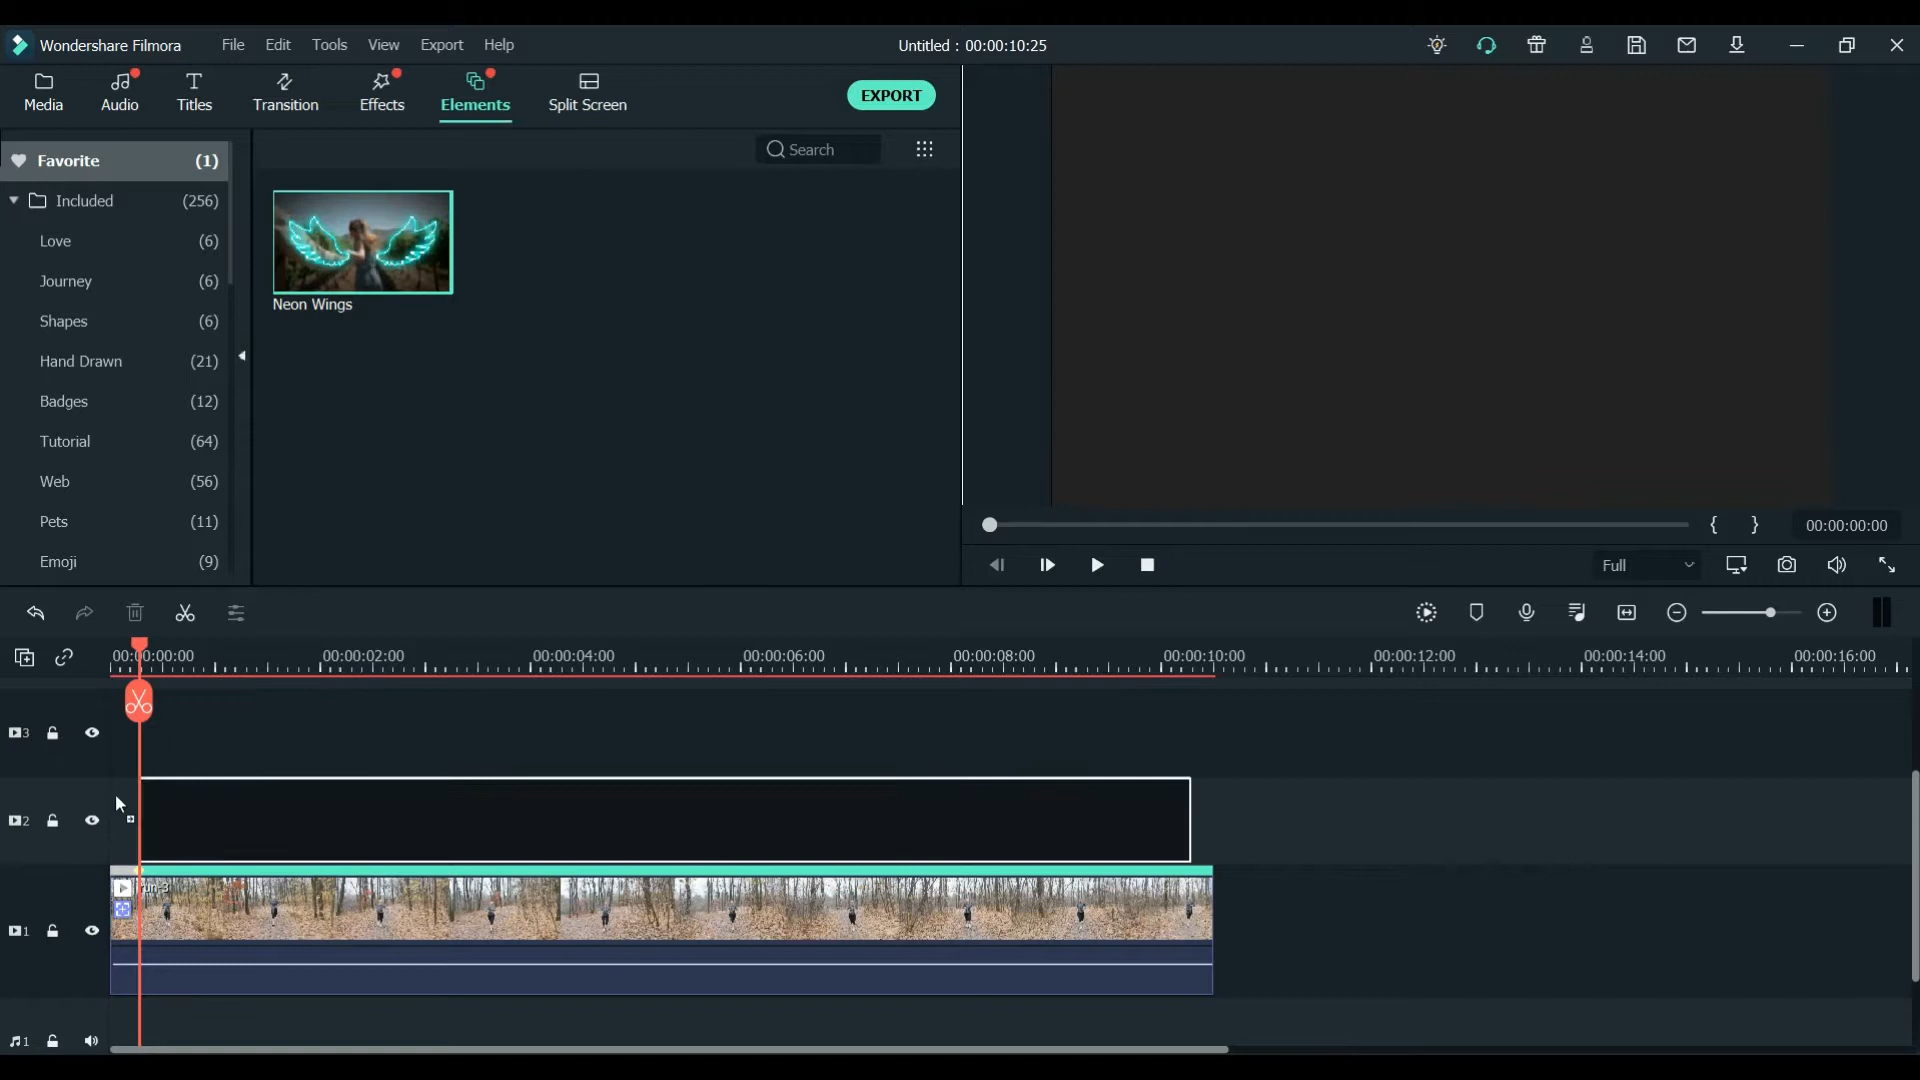 Wondershare Filmora File Edit Tools View Export Help Untitled : 00:00:10:25
Media Audio Titles Transition Effects Elements Split Screen EXPORT
Favorite (1) Search
Included (256)
Love (6)
Journey (6)
Neon Wings
Shapes (6)
Hand Drawn (21)
Badges (12)
Tutorial (64)
Web (56)
Pets (11)
Emoji (9)
{ } 00:00:00:00
Full
00:00:00:00 00:00:02:00 00:00:04:00 00:00:06:00 00:00:08:00 00:00:10:00 00:00:12:00 00:00:14:00 00:00:16:00
3
2
run-3
1
1